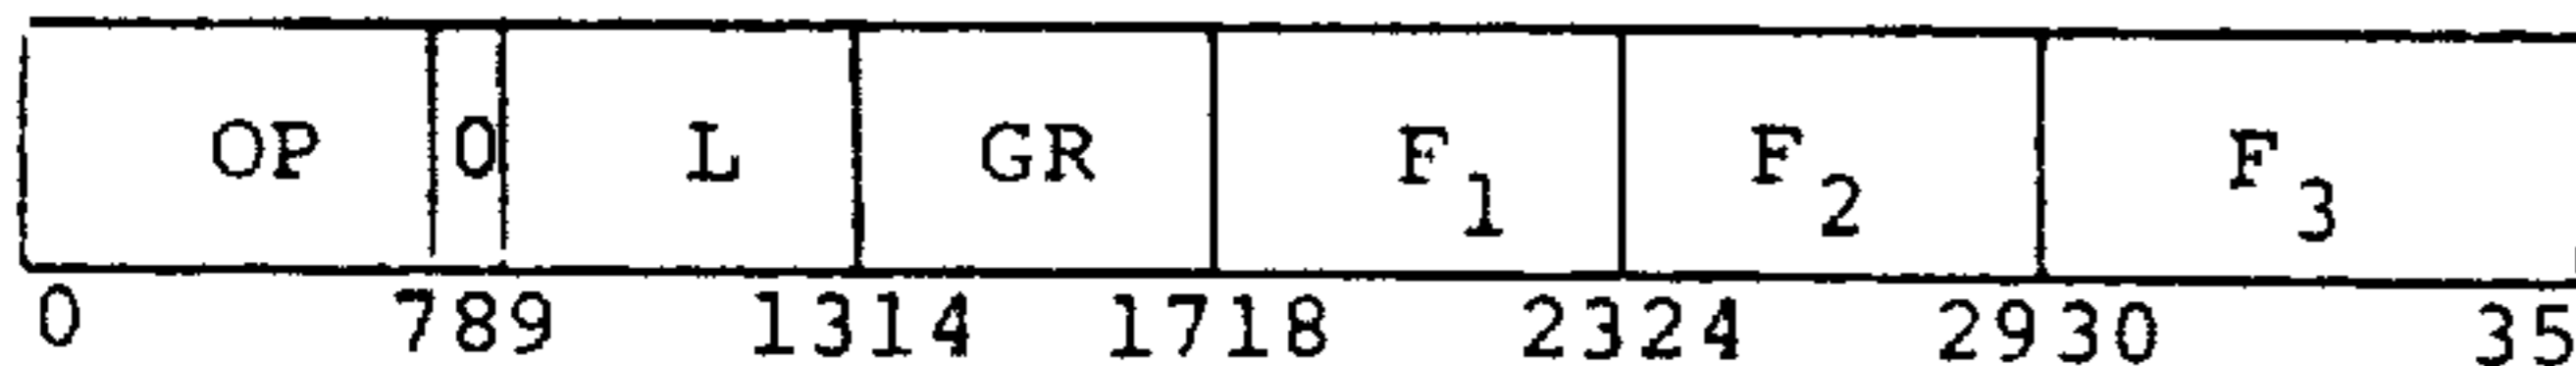 OP 0 L GR F₁ F₂ F₃
0 789 1314 1718 2324 2930 35